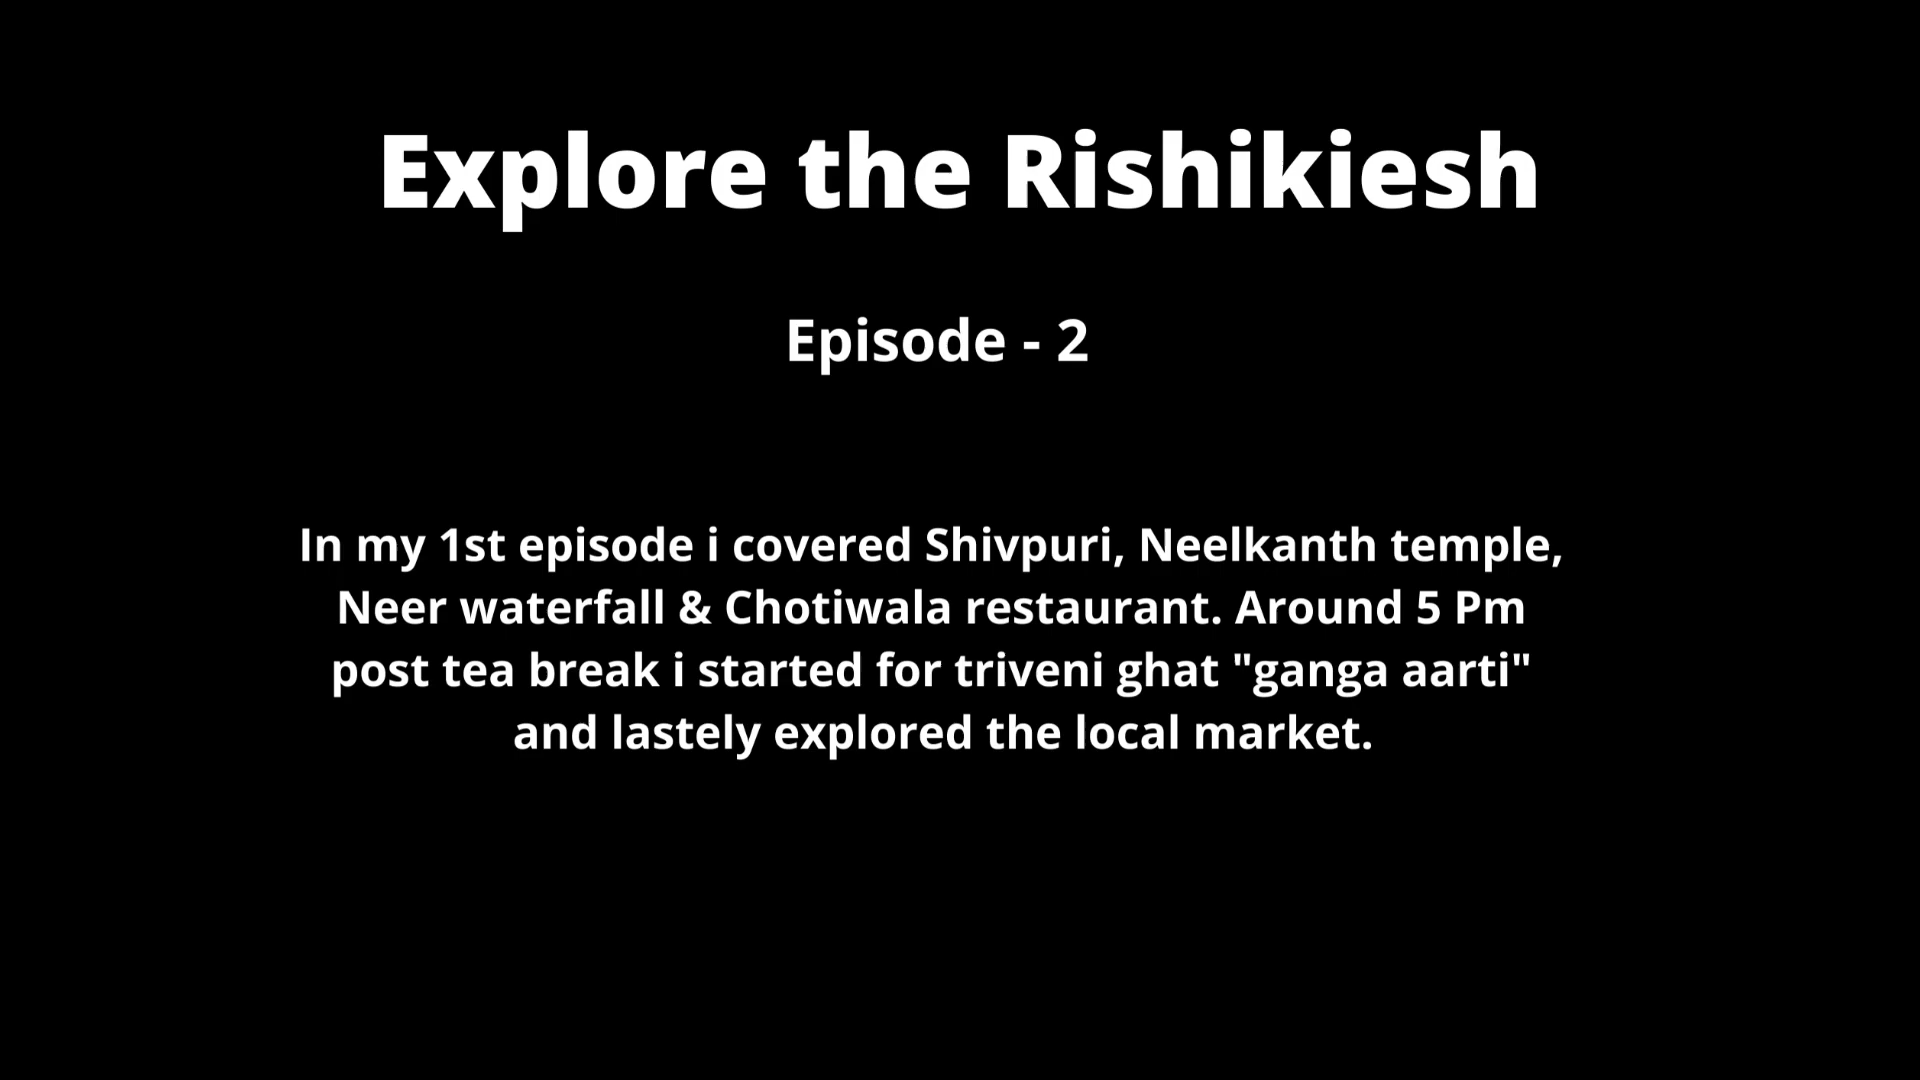 Explore the Rishikiesh
Episode - 2
In my 1st episode i covered Shivpuri, Neelkanth temple,
Neer waterfall & Chotiwala restaurant. Around 5 Pm
post tea break i started for triveni ghat "ganga aarti"
and lastely explored the local market.